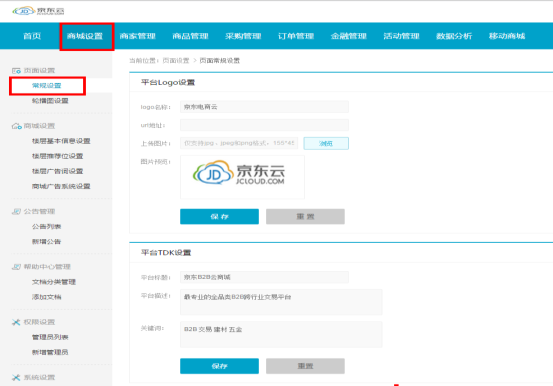 京东云
首页 商城设置 商家管理 商品管理 采购管理 订单管理 金融管理 活动管理 数据分析 移动商城
当前位置：页面设置 > 页面常规设置
页面设置
常规设置
轮播图设置
商城设置
楼层基本信息设置
楼层推荐位设置
楼层广告词设置
商城广告系统设置
公告管理
公告列表
新增公告
帮助中心管理
文档分类管理
添加文档
权限设置
管理员列表
新增管理员
系统设置
平台Logo设置
logo名称： 京东电商云
url地址：
上传图片： 仅支持jpg、jpeg和png格式；155*45 浏览
图片预览：
JD 京东云
JCLOUD.COM
保存 重置
平台TDK设置
平台标题： 京东B2B云商城
平台描述： 最专业的全品类B2B跨行业交易平台
关键词： B2B 交易 建材 五金
保存 重置